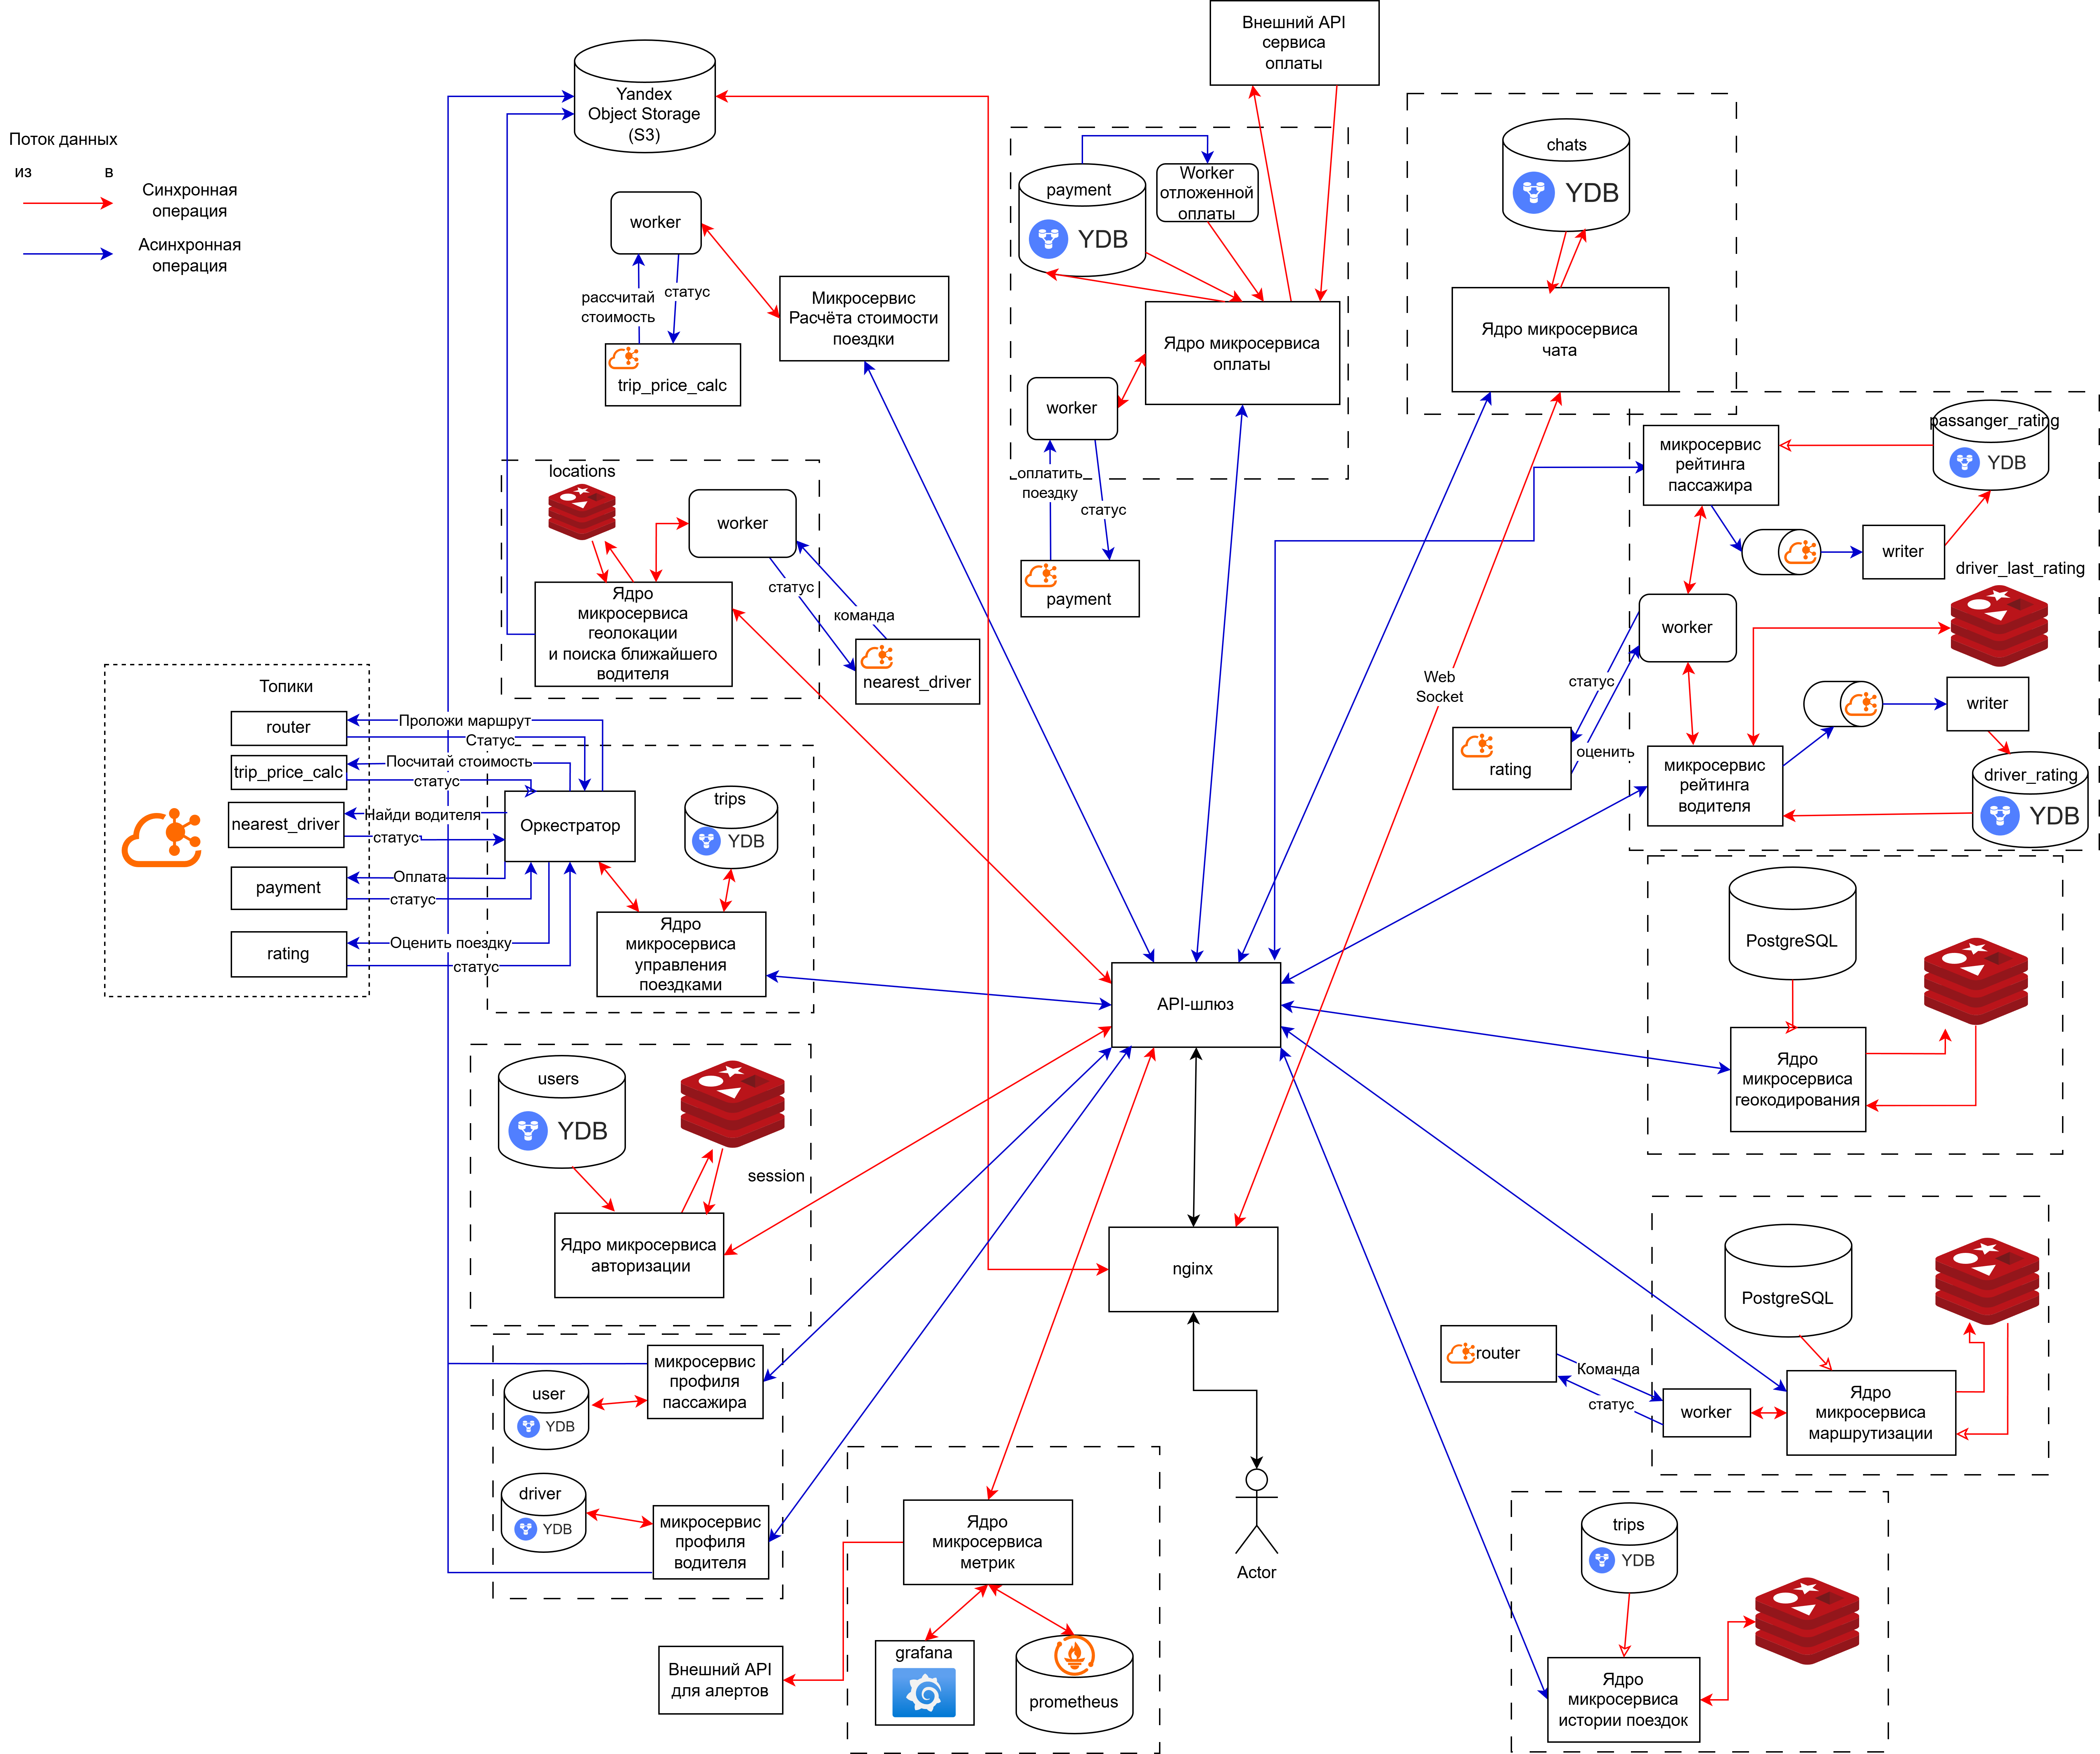 Поток данных
из в
Синхронная
операция
Асинхронная
операция
Yandex
Object Storage
(S3)
worker
рассчитай
стоимость
статус
trip_price_calc
Микросервис
Расчёта стоимости
поездки
Внешний API
сервиса
оплаты
payment
YDB
Worker
отложенной
оплаты
Ядро микросервиса
оплаты
worker
оплатить
поездку
статус
payment
chats
YDB
Ядро микросервиса
чата
passanger_rating
YDB
микросервис
рейтинга
пассажира
writer
driver_last_rating
worker
статус
оценить
rating
writer
микросервис
рейтинга
водителя
driver_rating
YDB
locations
worker
Ядро
микросервиса
геолокации
и поиска ближайшего
водителя
статус
команда
nearest_driver
Web
Socket
Топики
router
trip_price_calc
nearest_driver
payment
rating
Проложи маршрут
Статус
Посчитай стоимость
статус
Найди водителя
статус
Оплата
статус
Оценить поездку
статус
Оркестратор
trips
YDB
Ядро
микросервиса
управления
поездками
API-шлюз
PostgreSQL
Ядро
микросервиса
геокодирования
users
YDB
session
Ядро микросервиса
авторизации
nginx
PostgreSQL
router
Команда
статус
worker
Ядро
микросервиса
маршрутизации
микросервис
профиля
пассажира
user
YDB
driver
YDB
микросервис
профиля
водителя
Ядро
микросервиса
метрик
Actor
Внешний API
для алертов
grafana
prometheus
trips
YDB
Ядро
микросервиса
истории поездок